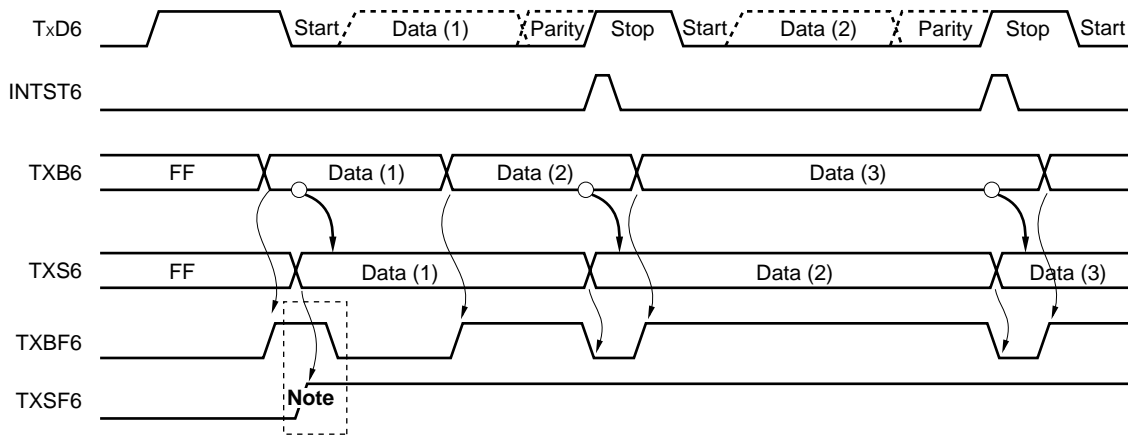 TxD6 Start Data (1) Parity Stop Start Data (2) Parity Stop Start
INTST6
TXB6 FF Data (1) Data (2) Data (3)
TXS6 FF Data (1) Data (2) Data (3)
TXBF6
Note
TXSF6